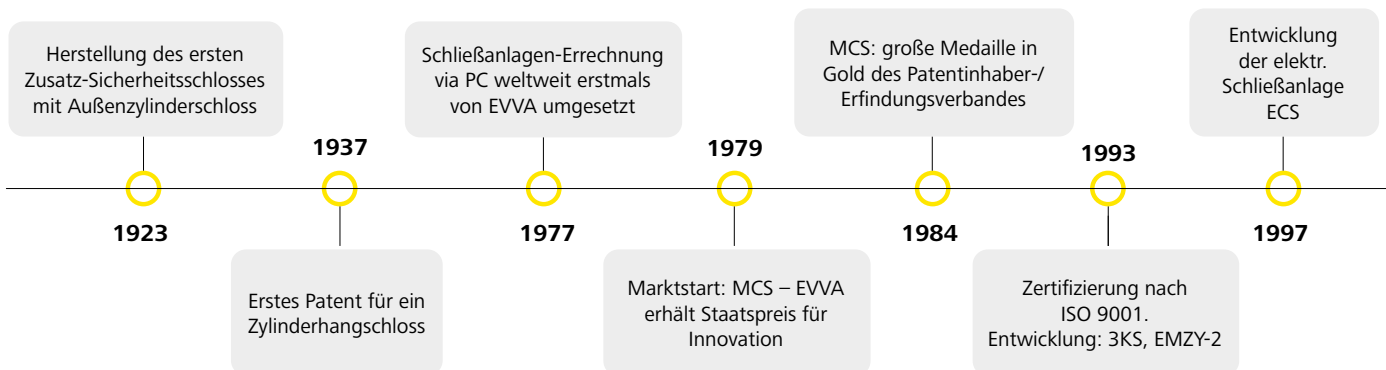 Herstellung des ersten
Zusatz-Sicherheitsschlosses
mit Außenzylinderschloss
1923
1937
Erstes Patent für ein
Zylinderhangschloss
Schließanlagen-Errechnung
via PC weltweit erstmals
von EVVA umgesetzt
1977
1979
Marktstart: MCS – EVVA
erhält Staatspreis für
Innovation
MCS: große Medaille in
Gold des Patentinhaber-/
Erfindungsverbandes
1984
1993
Zertifizierung nach
ISO 9001.
Entwicklung: 3KS, EMZY-2
Entwicklung
der elektr.
Schließanlage
ECS
1997